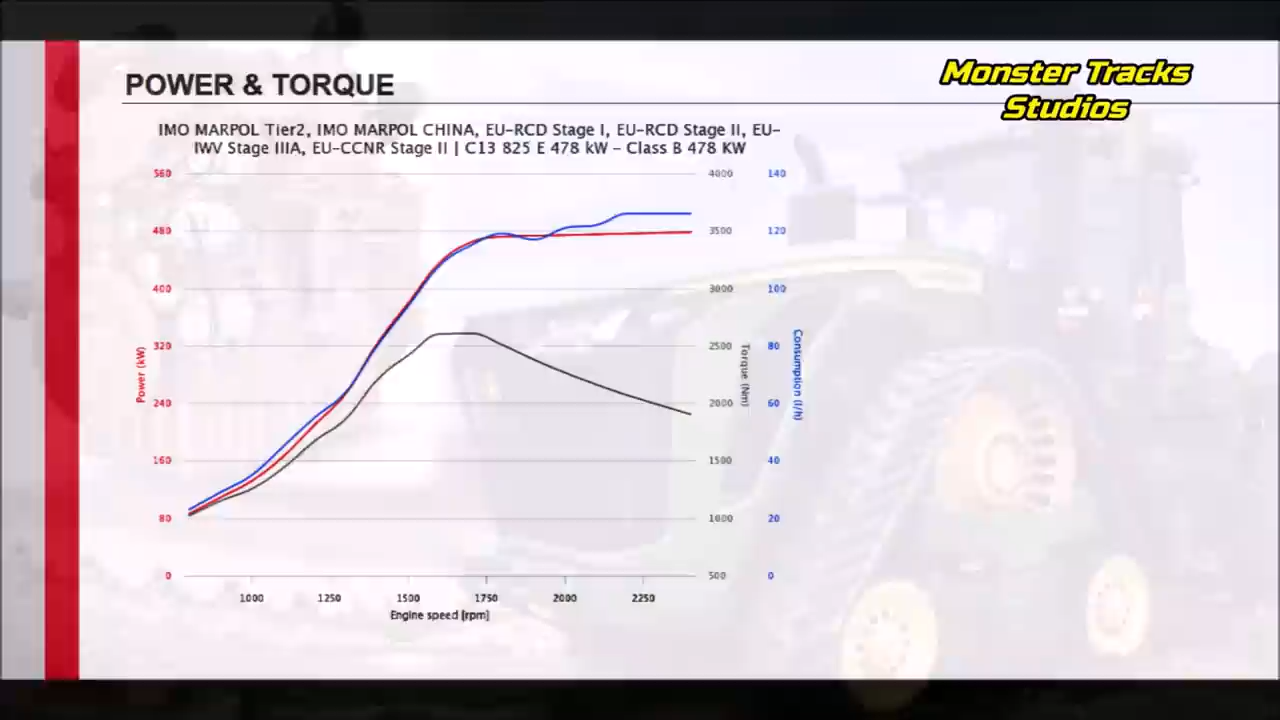 POWER & TORQUE
Monster Tracks
Studios
IMO MARPOL Tier2, IMO MARPOL CHINA, EU-RCD Stage I, EU-RCD Stage II, EU-
IWV Stage IIIA, EU-CCNR Stage II | C13 825 E 478 kW - Class B 478 KW
560 4000 140
480 3500 120
400 3000 100
320 2500 80
240 2000 60
160 1500 40
80 1000 20
0 500 0
Power (kW)
Torque (Nm)
Consumption (l/h)
1000 1250 1500 1750 2000 2250
Engine speed [rpm]